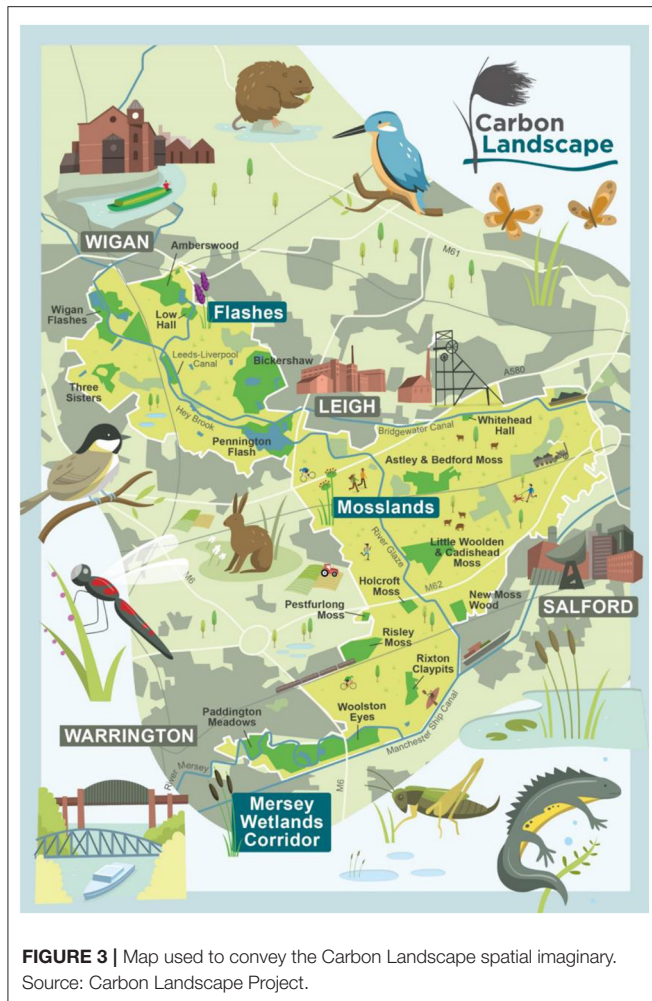 Carbon
Landscape
M61
WIGAN
Amberswood
Wigan
Flashes
Low
Hall
Flashes
Leeds-Liverpool
Canal
Bickershaw
Three
Sisters
Hey Brook
Pennington
Flash
LEIGH
A580
Bridgewater Canal
Whitehead
Hall
Astley & Bedford Moss
Mosslands
River Glaze
Little Woolden
& Cadishead
Moss
M6
Holcroft
Moss
M62
New Moss
Wood
SALFORD
Pestfurlong
Moss
Risley
Moss
Rixton
Claypits
Paddington
Meadows
Woolston
Eyes
WARRINGTON
Manchester Ship Canal
River Mersey
M6
Mersey
Wetlands
Corridor
FIGURE 3 | Map used to convey the Carbon Landscape spatial imaginary.
Source: Carbon Landscape Project.